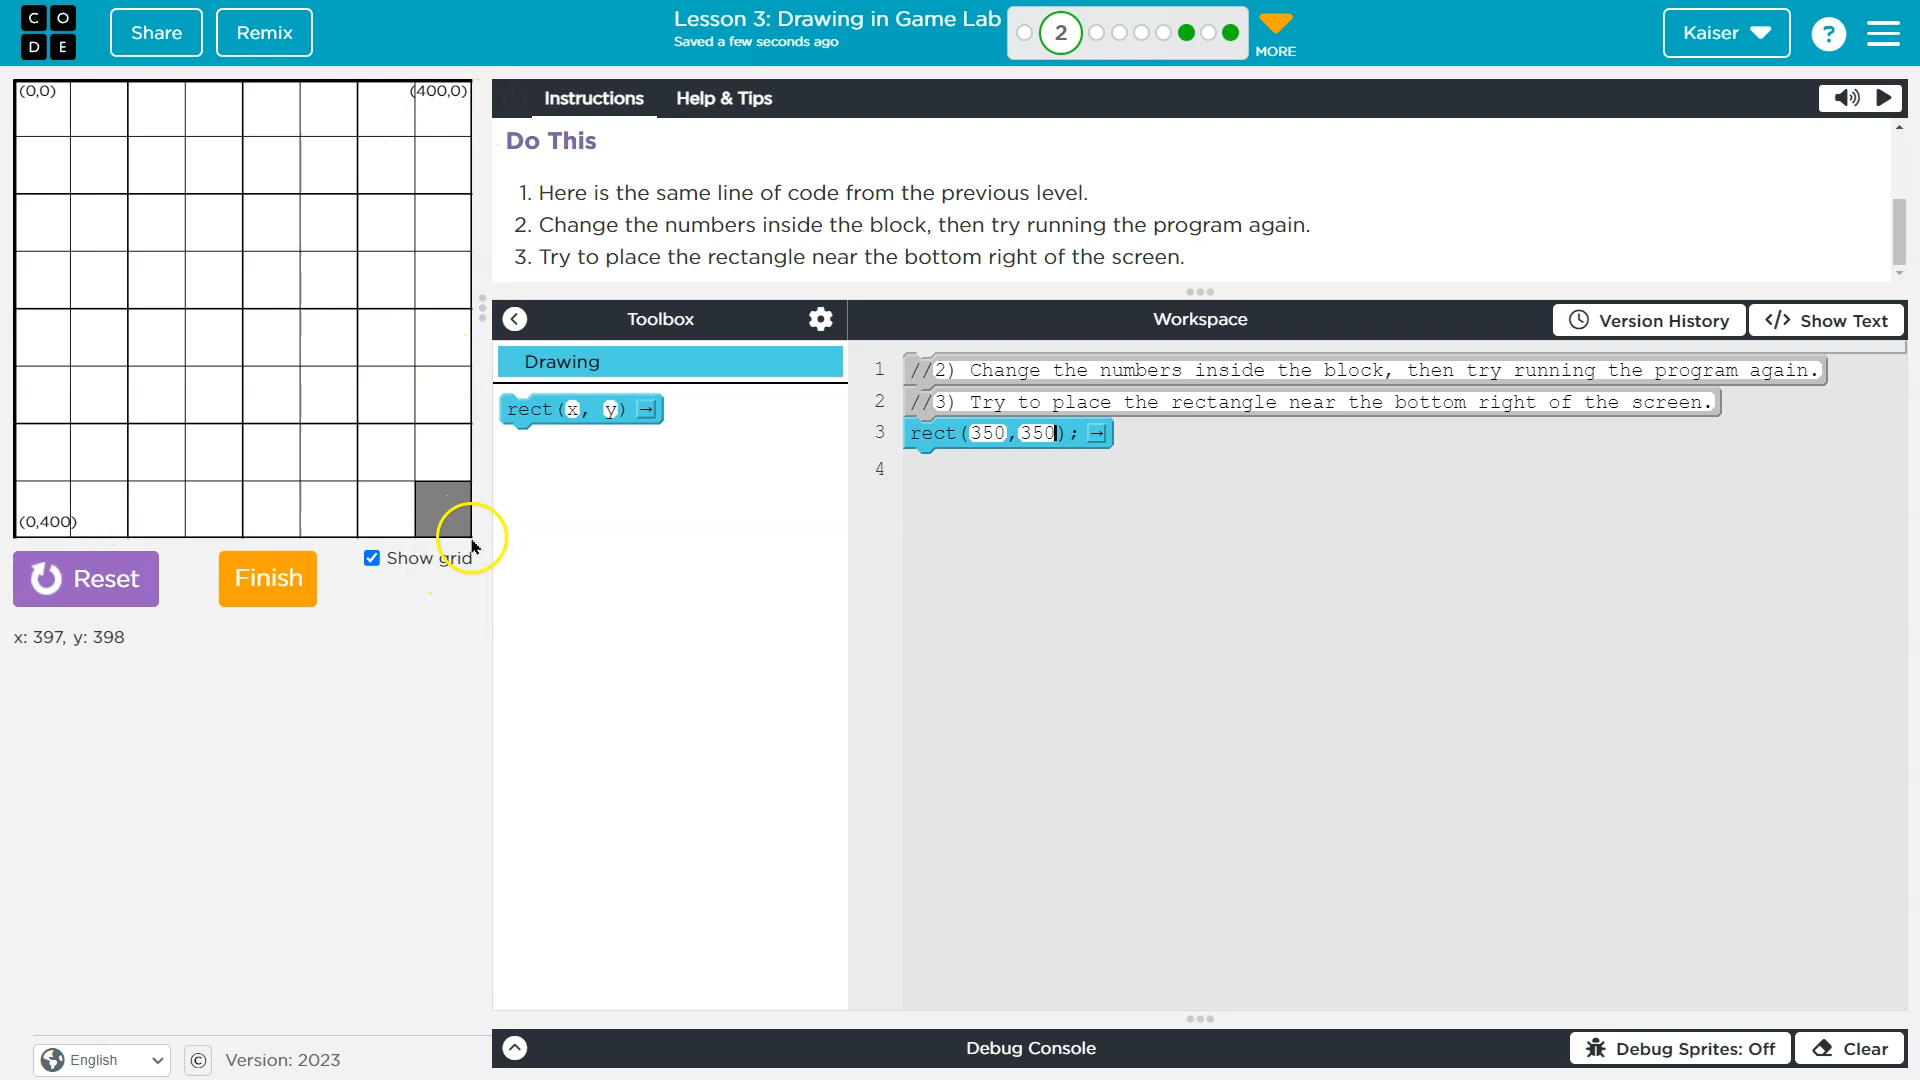 C O
D E
Share
Remix
Lesson 3: Drawing in Game Lab
Saved a few seconds ago
2
MORE
Kaiser
?
(0,0)
(400,0)
(0,400)
Reset
Finish
Show grid
x: 397, y: 398
Instructions
Help & Tips
Do This
1. Here is the same line of code from the previous level.
2. Change the numbers inside the block, then try running the program again.
3. Try to place the rectangle near the bottom right of the screen.
Toolbox
Workspace
Version History
</> Show Text
Drawing
rect(x, y) →
1 //2) Change the numbers inside the block, then try running the program again.
2 //3) Try to place the rectangle near the bottom right of the screen.
3 rect(350,350); →
4
English
©
Version: 2023
Debug Console
Debug Sprites: Off
Clear